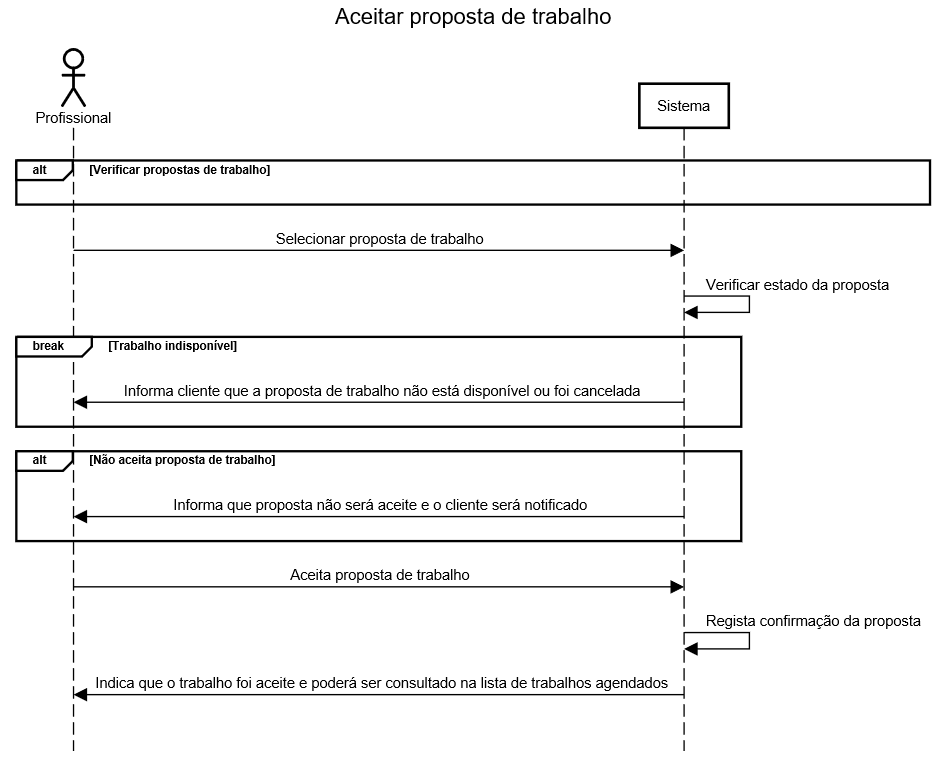 Aceitar proposta de trabalho
Profissional
Sistema
alt [Verificar propostas de trabalho]
Selecionar proposta de trabalho
Verificar estado da proposta
break [Trabalho indisponível]
Informa cliente que a proposta de trabalho não está disponível ou foi cancelada
alt [Não aceita proposta de trabalho]
Informa que proposta não será aceite e o cliente será notificado
Aceita proposta de trabalho
Regista confirmação da proposta
Indica que o trabalho foi aceite e poderá ser consultado na lista de trabalhos agendados